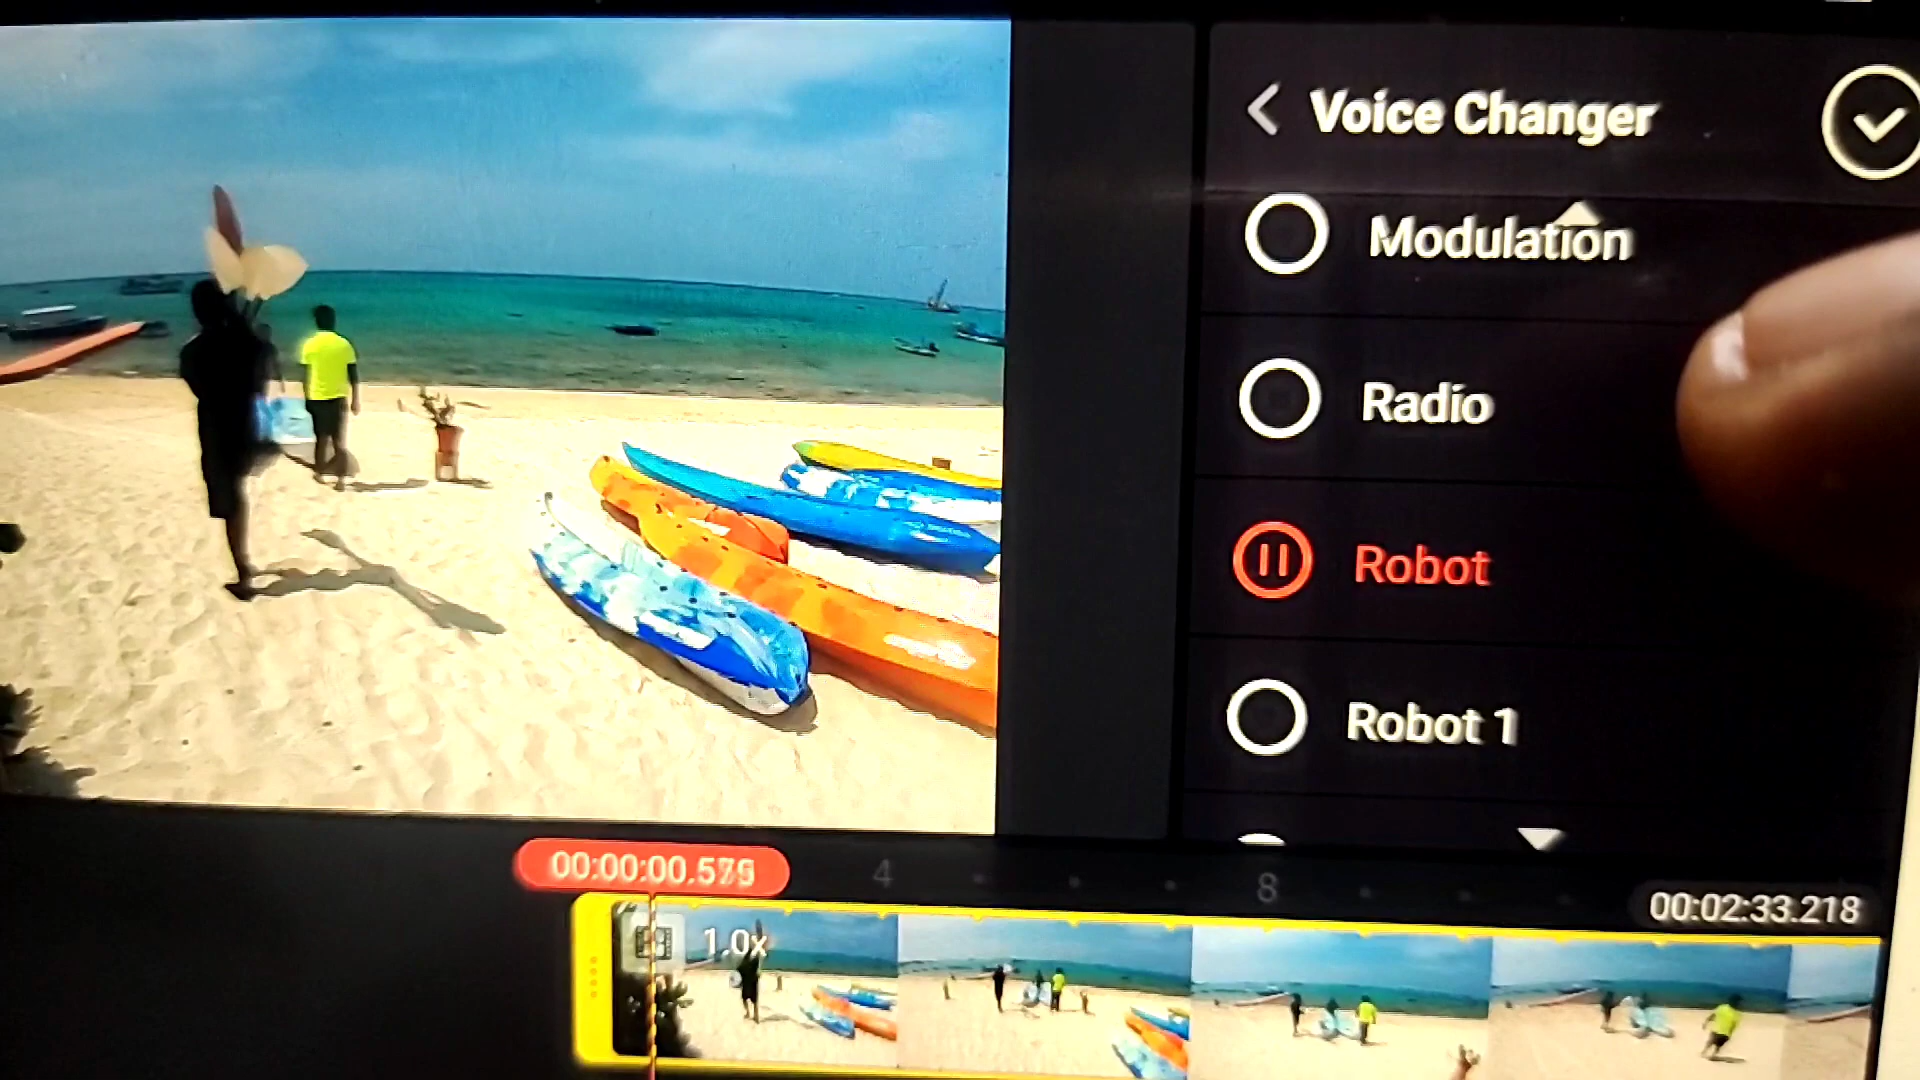 Voice Changer
Modulation
Radio
Robot
Robot 1
4
8
00:02:33.218
1.0x